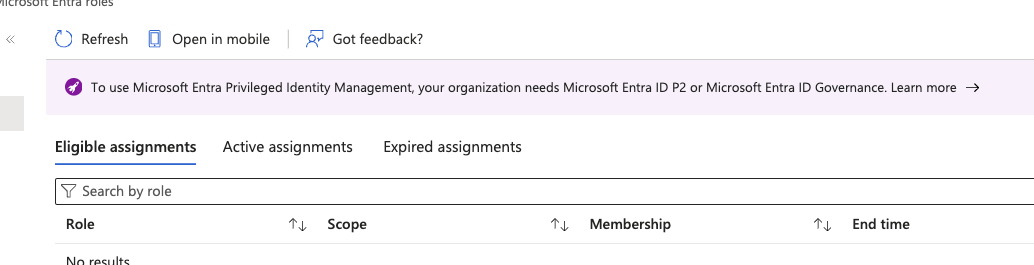 Microsoft Entra roles
Refresh Open in mobile Got feedback?
To use Microsoft Entra Privileged Identity Management, your organization needs Microsoft Entra ID P2 or Microsoft Entra ID Governance. Learn more →
Eligible assignments Active assignments Expired assignments
Search by role
Role Scope Membership End time
No results